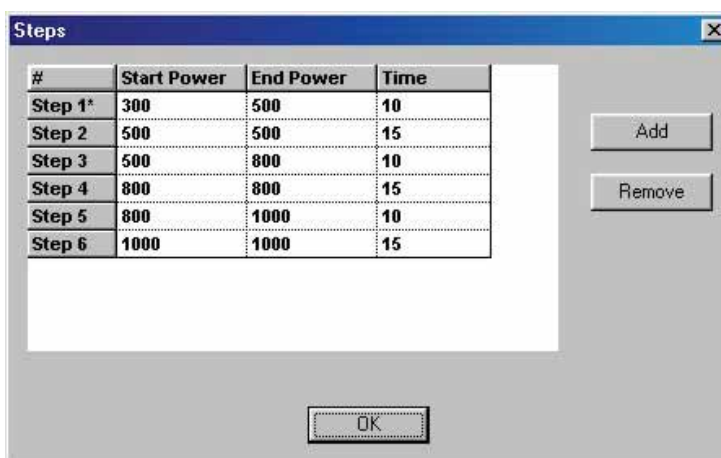 Steps
# Start Power End Power Time
Step 1* 300 500 10
Step 2 500 500 15
Step 3 500 800 10
Step 4 800 800 15
Step 5 800 1000 10
Step 6 1000 1000 15
Add
Remove
OK